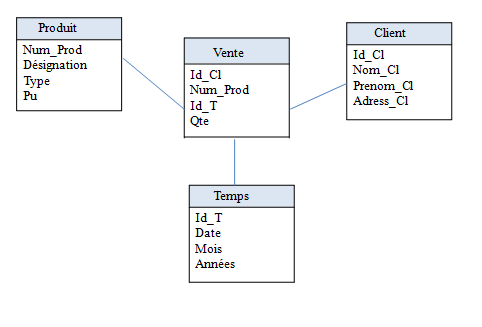 Produit
Num_Prod
Désignation
Type
Pu
Vente
Id_Cl
Num_Prod
Id_T
Qte
Client
Id_Cl
Nom_Cl
Prenom_Cl
Adress_Cl
Temps
Id_T
Date
Mois
Années